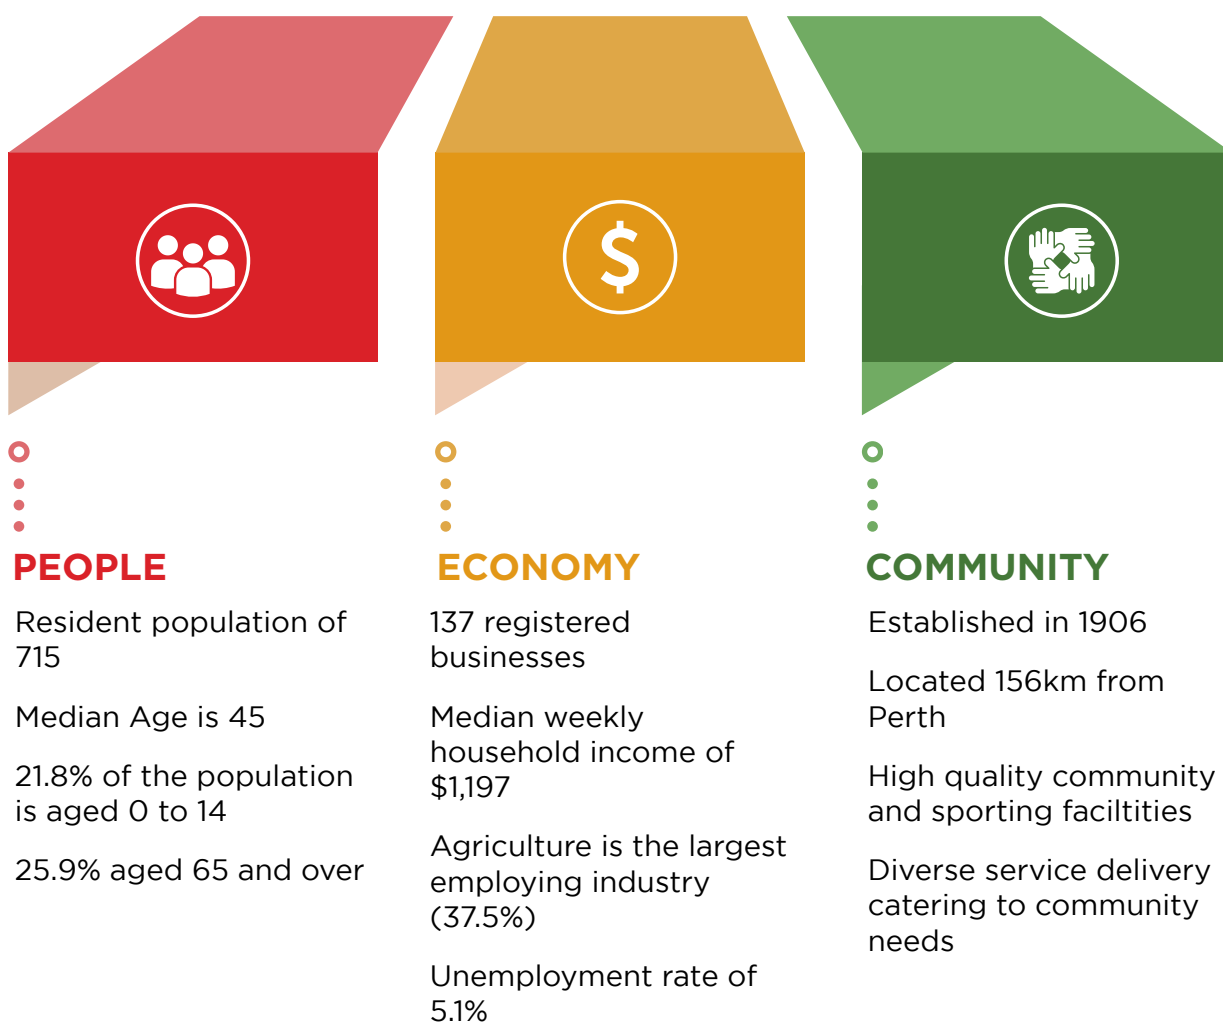 PEOPLE
Resident population of
715
Median Age is 45
21.8% of the population
is aged 0 to 14
25.9% aged 65 and over
ECONOMY
137 registered
businesses
Median weekly
household income of
$1,197
Agriculture is the largest
employing industry
(37.5%)
Unemployment rate of
5.1%
COMMUNITY
Established in 1906
Located 156km from
Perth
High quality community
and sporting faciltities
Diverse service delivery
catering to community
needs